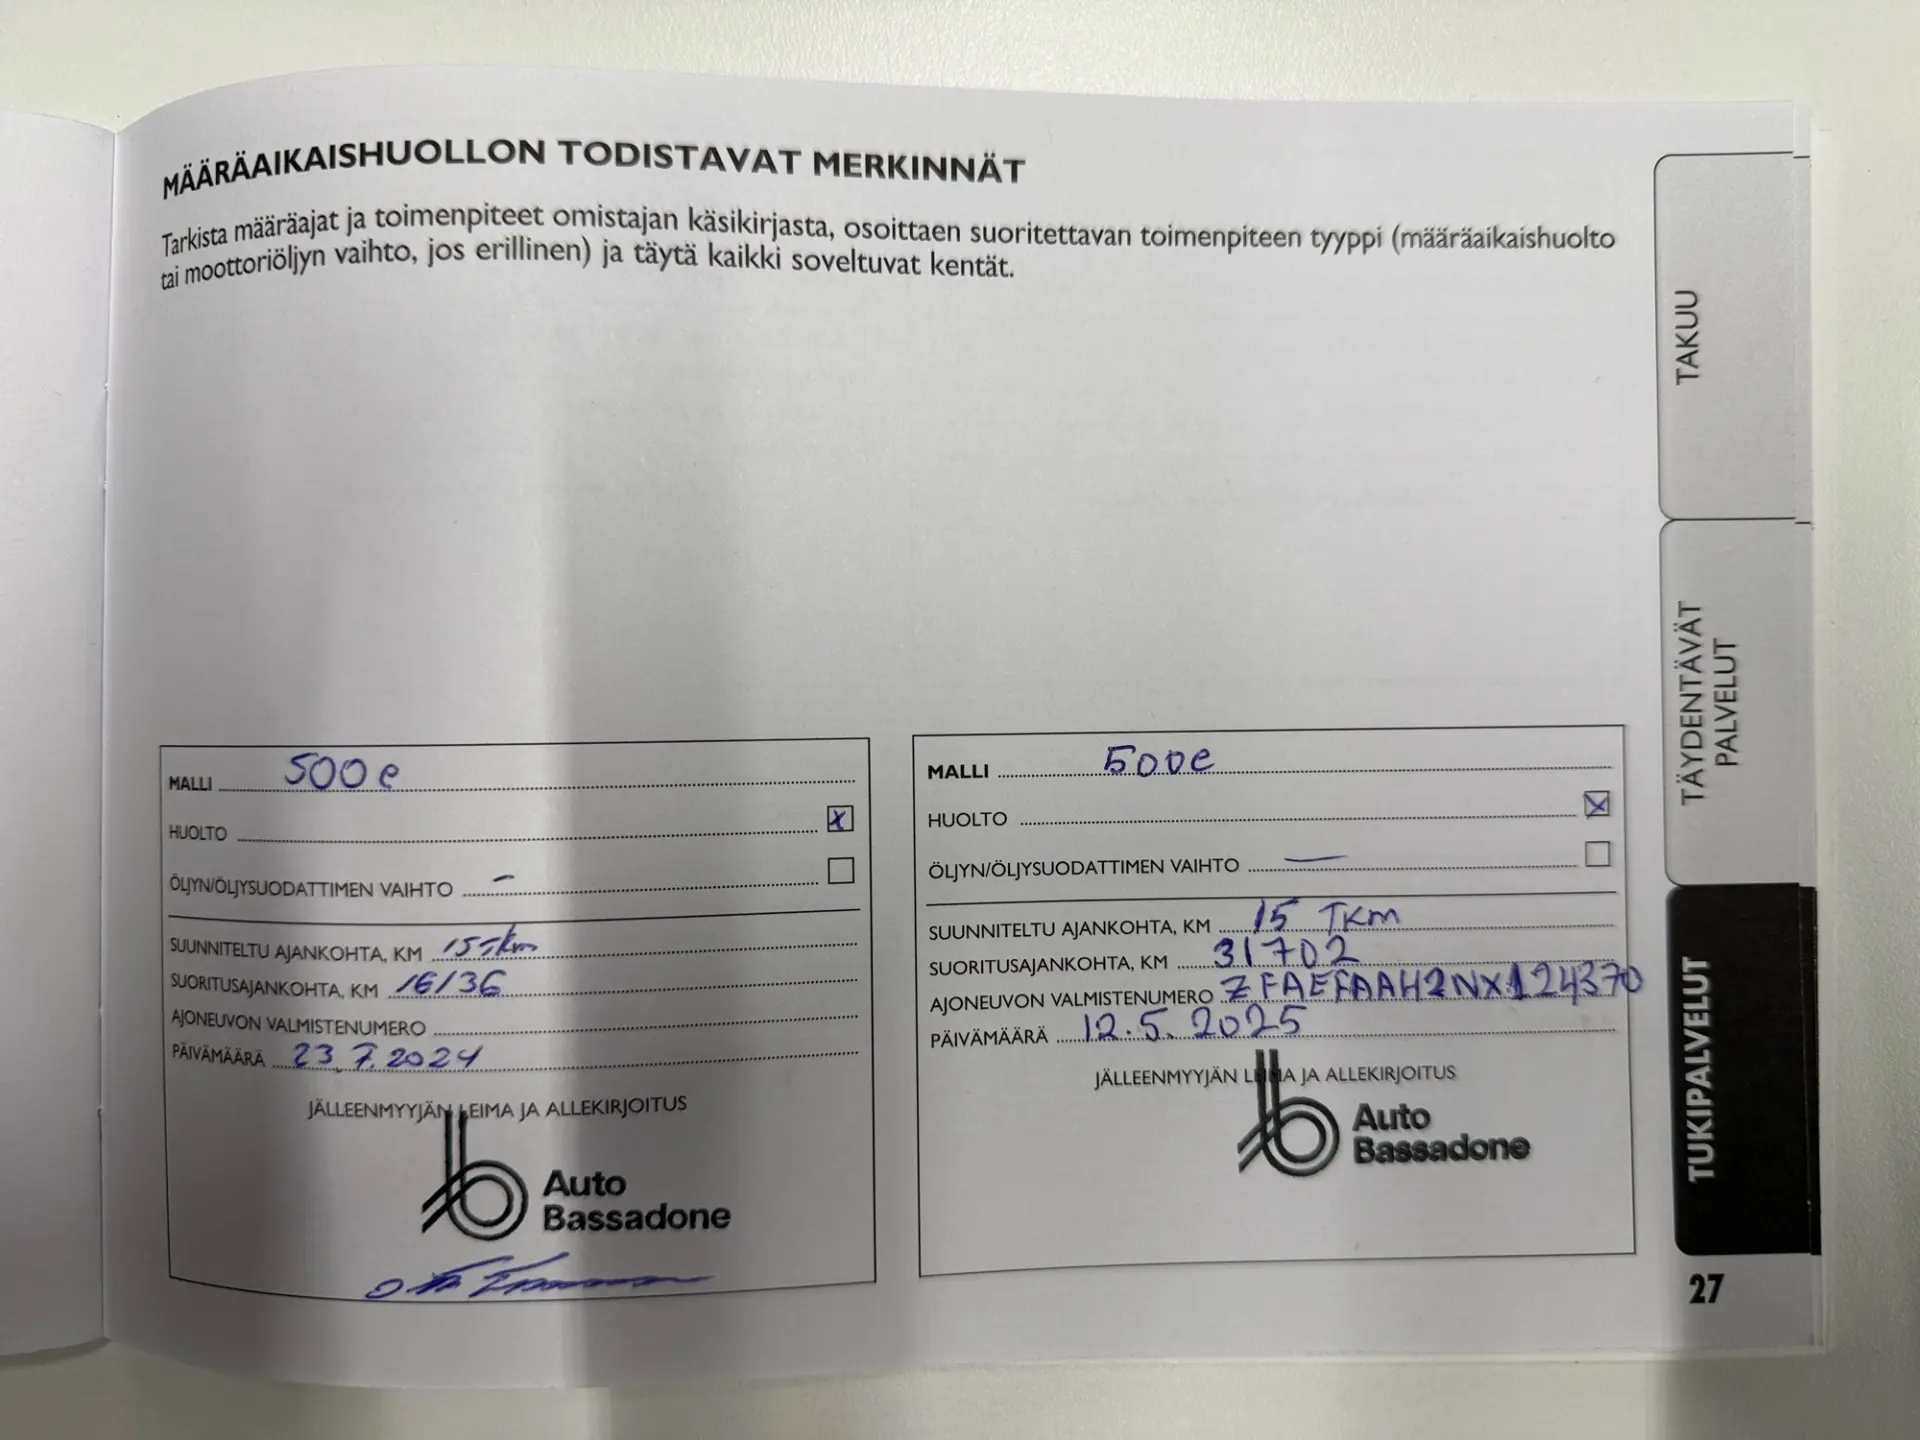 MÄÄRÄAIKAISHUOLLON TODISTAVAT MERKINNÄT
Tarkista määräajat ja toimenpiteet omistajan käsikirjasta, osoittaen suoritettavan toimenpiteen tyyppi (määräaikaishuolto
tai moottoriöljyn vaihto, jos erillinen) ja täytä kaikki soveltuvat kentät.
MALLI 500e
HUOLTO X
ÖLJYN/ÖLJYSUODATTIMEN VAIHTO –
SUUNNITELTU AJANKOHTA, KM 15 Tkm
SUORITUSAJANKOHTA, KM 16136
AJONEUVON VALMISTENUMERO
PÄIVÄMÄÄRÄ 23.7.2024
JÄLLEENMYYJÄN LEIMA JA ALLEKIRJOITUS
Auto
Bassadone
MALLI 500e
HUOLTO X
ÖLJYN/ÖLJYSUODATTIMEN VAIHTO —
SUUNNITELTU AJANKOHTA, KM 15 TKm
SUORITUSAJANKOHTA, KM 31702
AJONEUVON VALMISTENUMERO ZFAEFAAH2NX124370
PÄIVÄMÄÄRÄ 12.5.2025
JÄLLEENMYYJÄN LEIMA JA ALLEKIRJOITUS
Auto
Bassadone
TAKUU
TÄYDENTÄVÄT
PALVELUT
TUKIPALVELUT
27